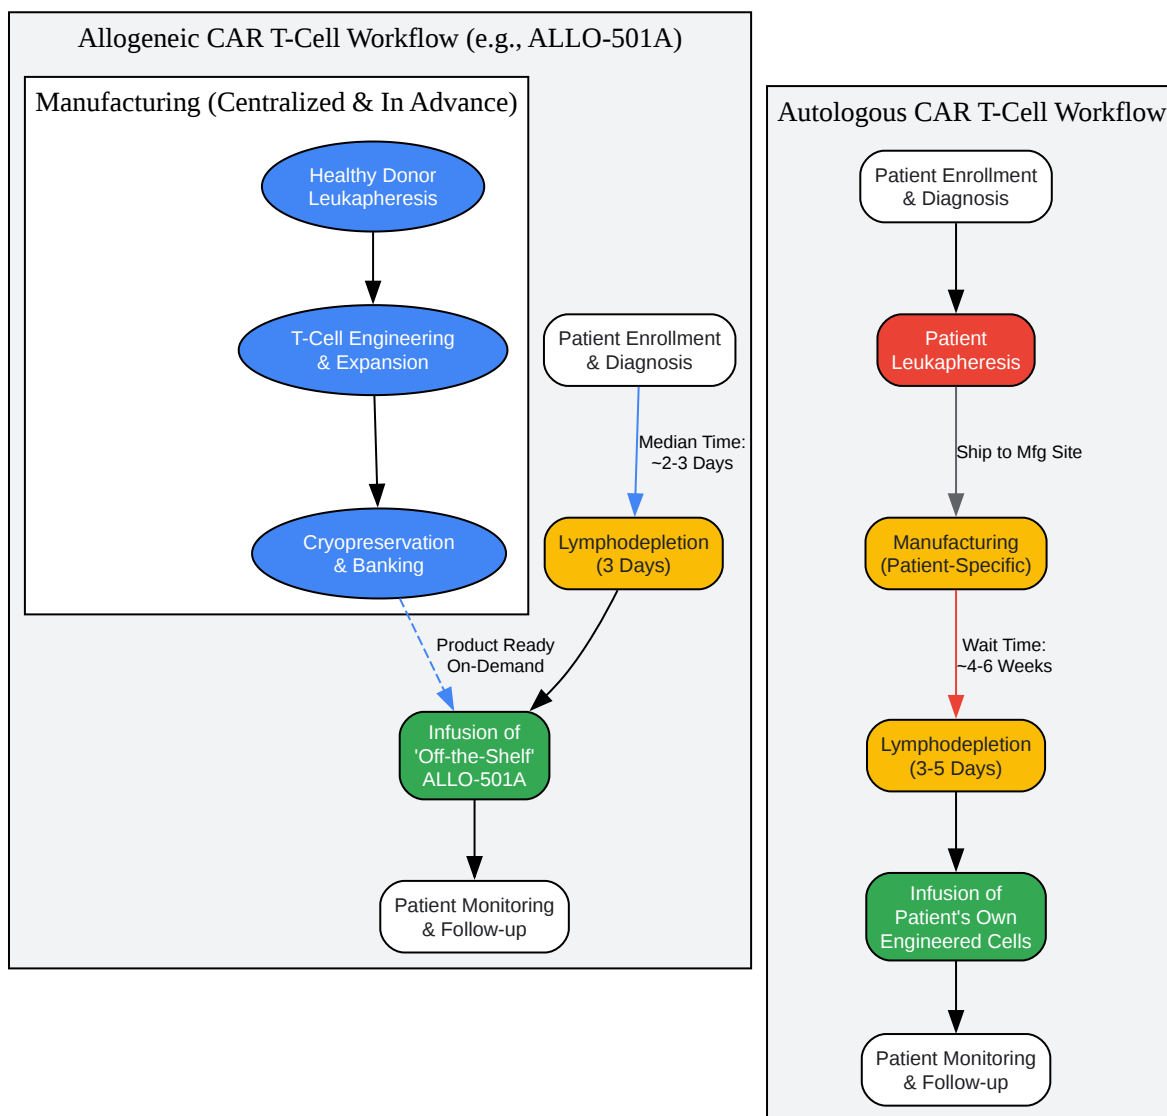 Allogeneic CAR T-Cell Workflow (e.g., ALLO-501A)
Manufacturing (Centralized & In Advance)
Healthy Donor
Leukapheresis
T-Cell Engineering
& Expansion
Cryopreservation
& Banking
Patient Enrollment
& Diagnosis
Median Time:
~2-3 Days
Lymphodepletion
(3 Days)
Product Ready
On-Demand
Infusion of
'Off-the-Shelf'
ALLO-501A
Patient Monitoring
& Follow-up
Autologous CAR T-Cell Workflow
Patient Enrollment
& Diagnosis
Patient
Leukapheresis
Ship to Mfg Site
Manufacturing
(Patient-Specific)
Wait Time:
~4-6 Weeks
Lymphodepletion
(3-5 Days)
Infusion of
Patient's Own
Engineered Cells
Patient Monitoring
& Follow-up